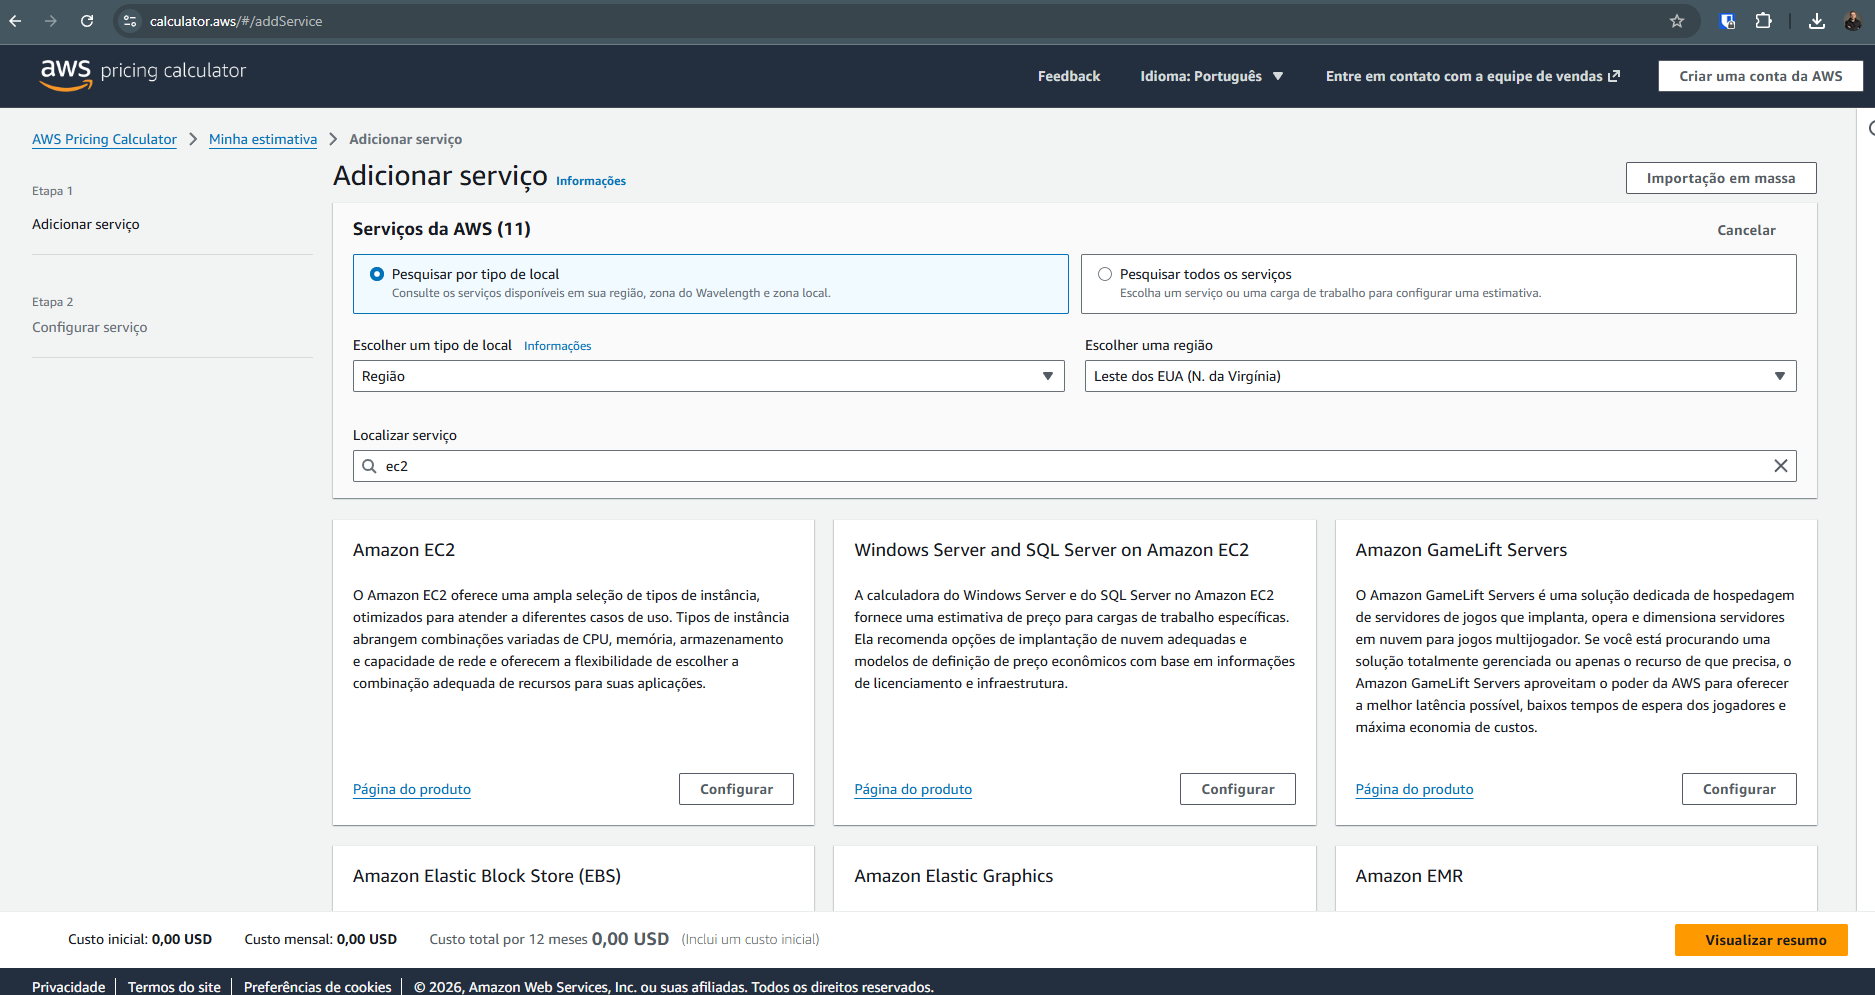 calculator.aws/#/addService
aws pricing calculator
Feedback
Idioma: Português
Entre em contato com a equipe de vendas
Criar uma conta da AWS
AWS Pricing Calculator
Minha estimativa
Adicionar serviço
Etapa 1
Adicionar serviço
Etapa 2
Configurar serviço
Adicionar serviço Informações
Importação em massa
Serviços da AWS (11)
Cancelar
Pesquisar por tipo de local
Consulte os serviços disponíveis em sua região, zona do Wavelength e zona local.
Pesquisar todos os serviços
Escolha um serviço ou uma carga de trabalho para configurar uma estimativa.
Escolher um tipo de local Informações
Região
Escolher uma região
Leste dos EUA (N. da Virgínia)
Localizar serviço
ec2
Amazon EC2
O Amazon EC2 oferece uma ampla seleção de tipos de instância,
otimizados para atender a diferentes casos de uso. Tipos de instância
abrangem combinações variadas de CPU, memória, armazenamento
e capacidade de rede e oferecem a flexibilidade de escolher a
combinação adequada de recursos para suas aplicações.
Página do produto
Configurar
Windows Server and SQL Server on Amazon EC2
A calculadora do Windows Server e do SQL Server no Amazon EC2
fornece uma estimativa de preço para cargas de trabalho específicas.
Ela recomenda opções de implantação de nuvem adequadas e
modelos de definição de preço econômicos com base em informações
de licenciamento e infraestrutura.
Página do produto
Configurar
Amazon GameLift Servers
O Amazon GameLift Servers é uma solução dedicada de hospedagem
de servidores de jogos que implanta, opera e dimensiona servidores
em nuvem para jogos multijogador. Se você está procurando uma
solução totalmente gerenciada ou apenas o recurso de que precisa, o
Amazon GameLift Servers aproveitam o poder da AWS para oferecer
a melhor latência possível, baixos tempos de espera dos jogadores e
máxima economia de custos.
Página do produto
Configurar
Amazon Elastic Block Store (EBS)
Amazon Elastic Graphics
Amazon EMR
Custo inicial: 0,00 USD
Custo mensal: 0,00 USD
Custo total por 12 meses 0,00 USD (Inclui um custo inicial)
Visualizar resumo
Privacidade
Termos do site
Preferências de cookies
© 2026, Amazon Web Services, Inc. ou suas afiliadas. Todos os direitos reservados.